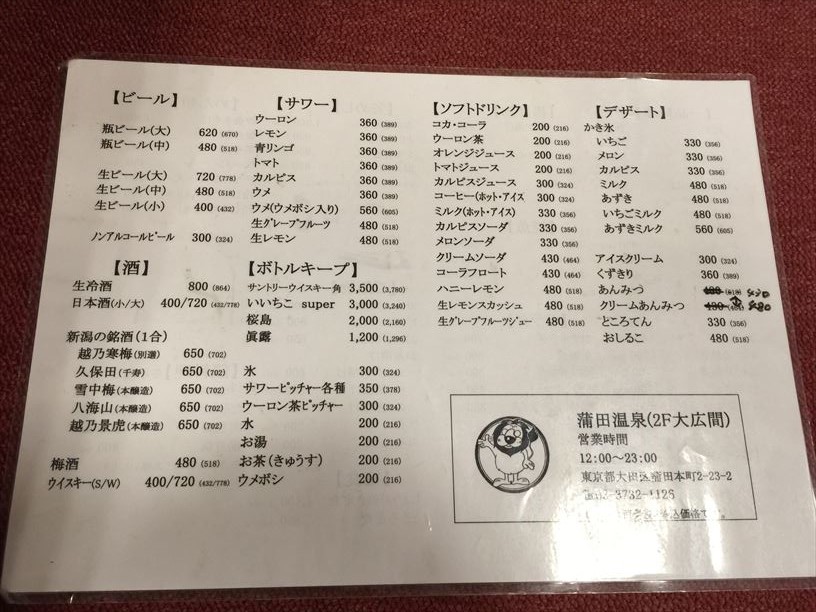 【ビール】
瓶ビール(大) 620 (670)
瓶ビール(中) 480 (518)
生ビール(大) 720 (778)
生ビール(中) 480 (518)
生ビール(小) 400 (432)
ノンアルコールビール 300 (324)
【酒】
生冷酒 800 (864)
日本酒(小/大) 400/720 (432/778)
新潟の銘酒(1合)
越乃寒梅(別選) 650 (702)
久保田(千寿) 650 (702)
雪中梅(本醸造) 650 (702)
八海山(本醸造) 650 (702)
越乃景虎(本醸造) 650 (702)
梅酒 480 (518)
ウイスキー(S/W) 400/720 (432/778)
【サワー】
ウーロン 360 (389)
レモン 360 (389)
青リンゴ 360 (389)
トマト 360 (389)
カルピス 360 (389)
ウメ 360 (389)
ウメ(ウメボシ入り) 560 (605)
生グレープフルーツ 480 (518)
生レモン 480 (518)
【ボトルキープ】
サントリーウイスキー角 3,500 (3,780)
いいちこ super 3,000 (3,240)
桜島 2,000 (2,160)
眞露 1,200 (1,296)
氷 300 (324)
サワーピッチャー各種 350 (378)
ウーロン茶ピッチャー 300 (324)
水 200 (216)
お湯 200 (216)
お茶(きゅうす) 200 (216)
ウメボシ 200 (216)
【ソフトドリンク】
コカ・コーラ 200 (216)
ウーロン茶 200 (216)
オレンジジュース 200 (216)
トマトジュース 200 (216)
カルピスジュース 300 (324)
コーヒー(ホット・アイス 300 (324)
ミルク(ホット・アイス) 330 (356)
カルピスソーダ 330 (356)
メロンソーダ 330 (356)
クリームソーダ 430 (464)
コーラフロート 430 (464)
ハニーレモン 480 (518)
生レモンスカッシュ 480 (518)
生グレープフルーツジュー 480 (518)
【デザート】
かき氷
いちご 330 (356)
メロン 330 (356)
カルピス 330 (356)
ミルク 480 (518)
あずき 480 (518)
いちごミルク 480 (518)
あずきミルク 560 (605)
アイスクリーム 300 (324)
くずきり 360 (389)
あんみつ 480 (518) 430
クリームあんみつ 430 (464) 480
ところてん 330 (356)
おしるこ 480 (518)
蒲田温泉(2F大広間)
営業時間
12:00～23:00
東京都大田区蒲田本町2-23-2
℡03-3732-1126
込価格です。